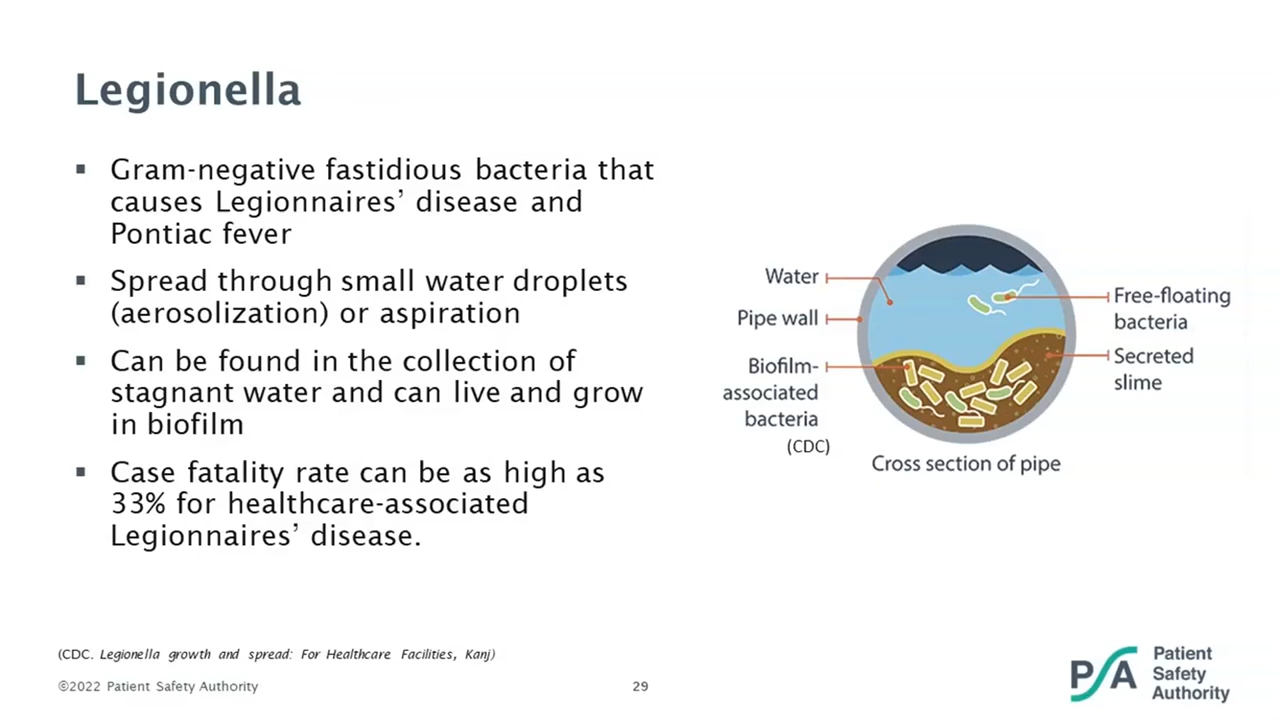 Legionella
▪ Gram-negative fastidious bacteria that
causes Legionnaires’ disease and
Pontiac fever
▪ Spread through small water droplets
(aerosolization) or aspiration
▪ Can be found in the collection of
stagnant water and can live and grow
in biofilm
▪ Case fatality rate can be as high as
33% for healthcare-associated
Legionnaires’ disease.
Water
Pipe wall
Biofilm-
associated
bacteria
(CDC)
Free-floating
bacteria
Secreted
slime
Cross section of pipe
(CDC. Legionella growth and spread: For Healthcare Facilities, Kanj)
©2022 Patient Safety Authority
29
PSA
Patient
Safety
Authority